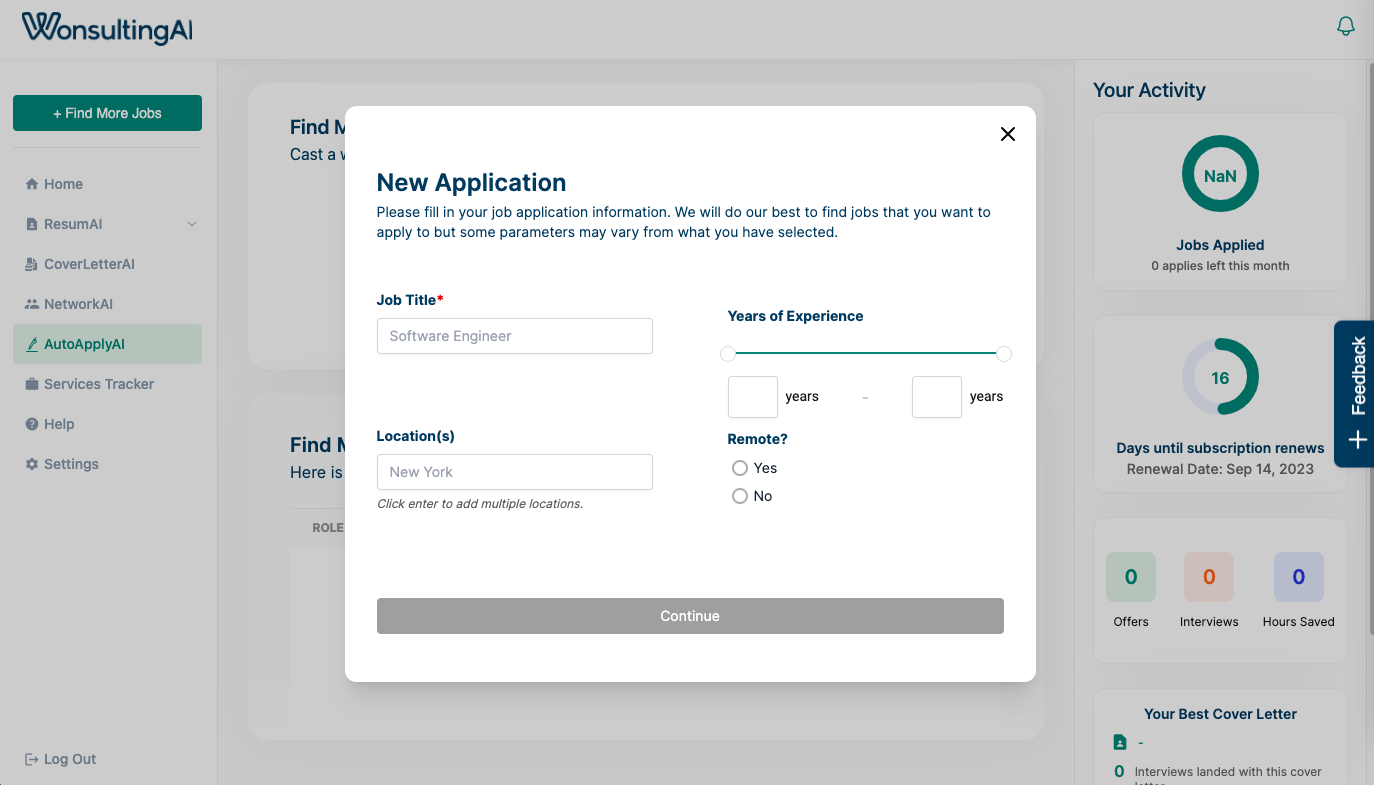 WonsultingAI
+ Find More Jobs
Home
ResumAI
CoverLetterAI
NetworkAI
AutoApplyAI
Services Tracker
Help
Settings
Log Out
Find M
Cast a
Find
Here is
ROLE
New Application
Please fill in your job application information. We will do our best to find jobs that you want to
apply to but some parameters may vary from what you have selected.
Job Title*
Software Engineer
Location(s)
New York
Click enter to add multiple locations.
Years of Experience
years - years
Remote?
Yes
No
Continue
Your Activity
NaN
Jobs Applied
0 applies left this month
16
Days until subscription renews
Renewal Date: Sep 14, 2023
0 0 0
Offers Interviews Hours Saved
Your Best Cover Letter
-
0 Interviews landed with this cover
+ Feedback